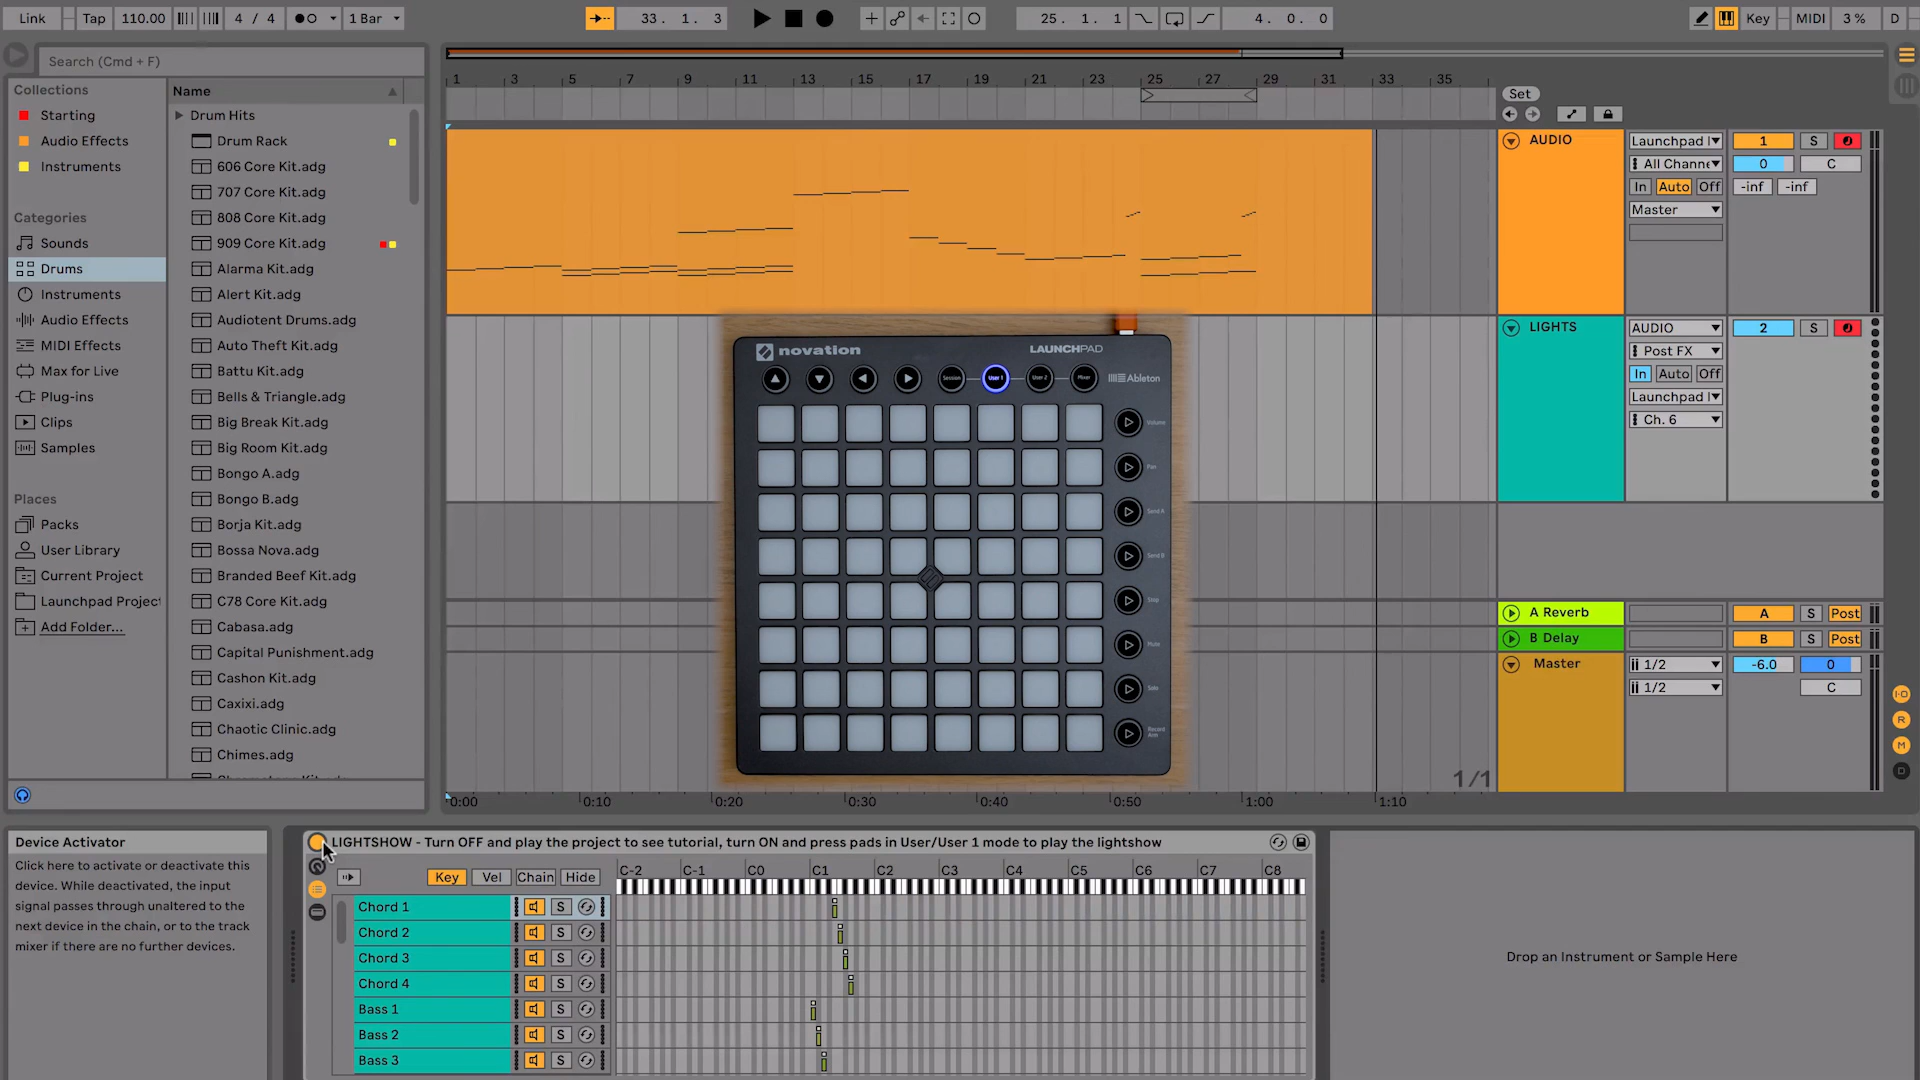 Link
Tap
110.00
4 / 4
1 Bar
33. 1. 3
25. 1. 1
4. 0. 0
Key
MIDI
3 %
D
Search (Cmd + F)
Collections
Starting
Audio Effects
Instruments
Categories
Sounds
Drums
Instruments
Audio Effects
MIDI Effects
Max for Live
Plug-ins
Clips
Samples
Places
Packs
User Library
Current Project
Launchpad Project
Add Folder...
Name
Drum Hits
Drum Rack
606 Core Kit.adg
707 Core Kit.adg
808 Core Kit.adg
909 Core Kit.adg
Alarma Kit.adg
Alert Kit.adg
Audiotent Drums.adg
Auto Theft Kit.adg
Battu Kit.adg
Bells & Triangle.adg
Big Break Kit.adg
Big Room Kit.adg
Bongo A.adg
Bongo B.adg
Borja Kit.adg
Bossa Nova.adg
Branded Beef Kit.adg
C78 Core Kit.adg
Cabasa.adg
Capital Punishment.adg
Cashon Kit.adg
Caxixi.adg
Chaotic Clinic.adg
Chimes.adg
1 3 5 7 9 11 13 15 17 19 21 23 25 27 29 31 33 35
Set
AUDIO
Launchpad
All Channe
In Auto Off
Master
1 S
0 C
-inf -inf
LIGHTS
AUDIO
Post FX
In Auto Off
Launchpad
Ch. 6
2 S
novation
LAUNCHPAD
Session User 1 User 2 Mixer
Ableton
Volume
Pan
Send A
Send B
Stop
Mute
Solo
Record Arm
A Reverb
A S Post
B Delay
B S Post
Master
1/2
1/2
-6.0 0
C
I·O
R
M
D
1/1
0:00 0:10 0:20 0:30 0:40 0:50 1:00 1:10
Device Activator
Click here to activate or deactivate this
device. While deactivated, the input
signal passes through unaltered to the
next device in the chain, or to the track
mixer if there are no further devices.
LIGHTSHOW - Turn OFF and play the project to see tutorial, turn ON and press pads in User/User 1 mode to play the lightshow
Key Vel Chain Hide
C-2 C-1 C0 C1 C2 C3 C4 C5 C6 C7 C8
Chord 1 S
Chord 2 S
Chord 3 S
Chord 4 S
Bass 1 S
Bass 2 S
Bass 3 S
Drop an Instrument or Sample Here